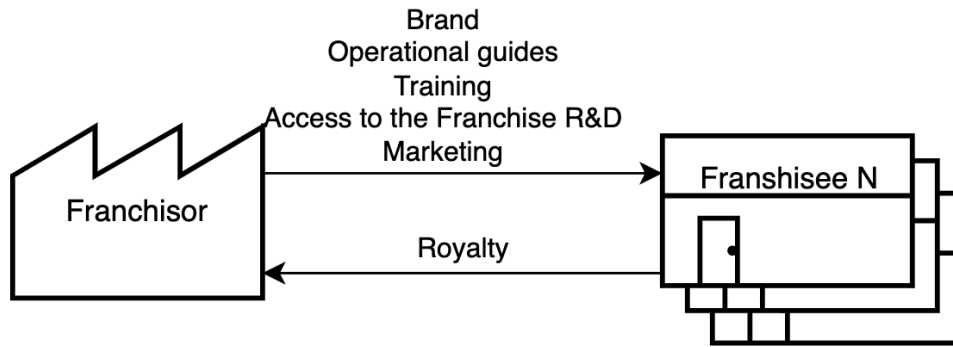 Brand
Operational guides
Training
Access to the Franchise R&D
Marketing
Franchisor
Franshisee N
Royalty